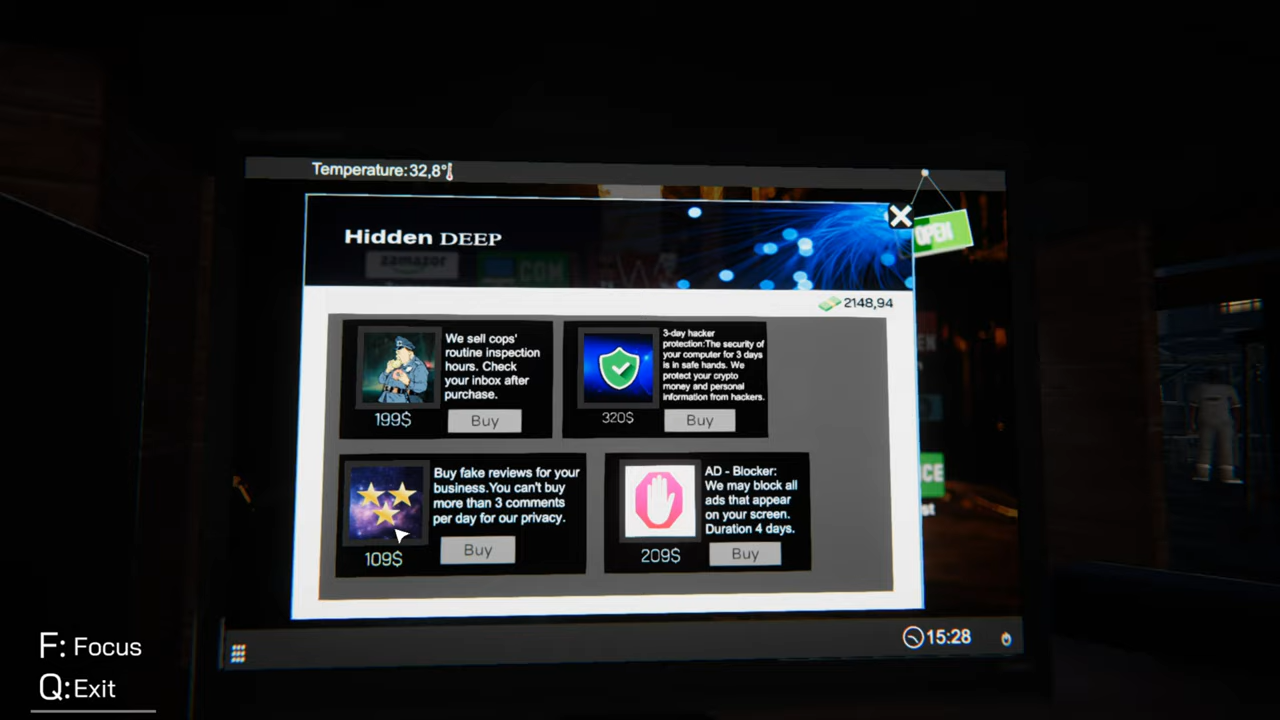 Temperature:32,8°
Hidden DEEP
OPEN
zamazor
.COM
2148,94
We sell cops'
routine inspection
hours. Check
your inbox after
purchase.
199$
Buy
3-day hacker
protection:The security of
your computer for 3 days
is in safe hands. We
protect your crypto
money and personal
information from hackers.
320$
Buy
Buy fake reviews for your
business.You can't buy
more than 3 comments
per day for our privacy.
109$
Buy
AD - Blocker:
We may block all
ads that appear
on your screen.
Duration 4 days.
209$
Buy
15:28
F: Focus
Q:Exit